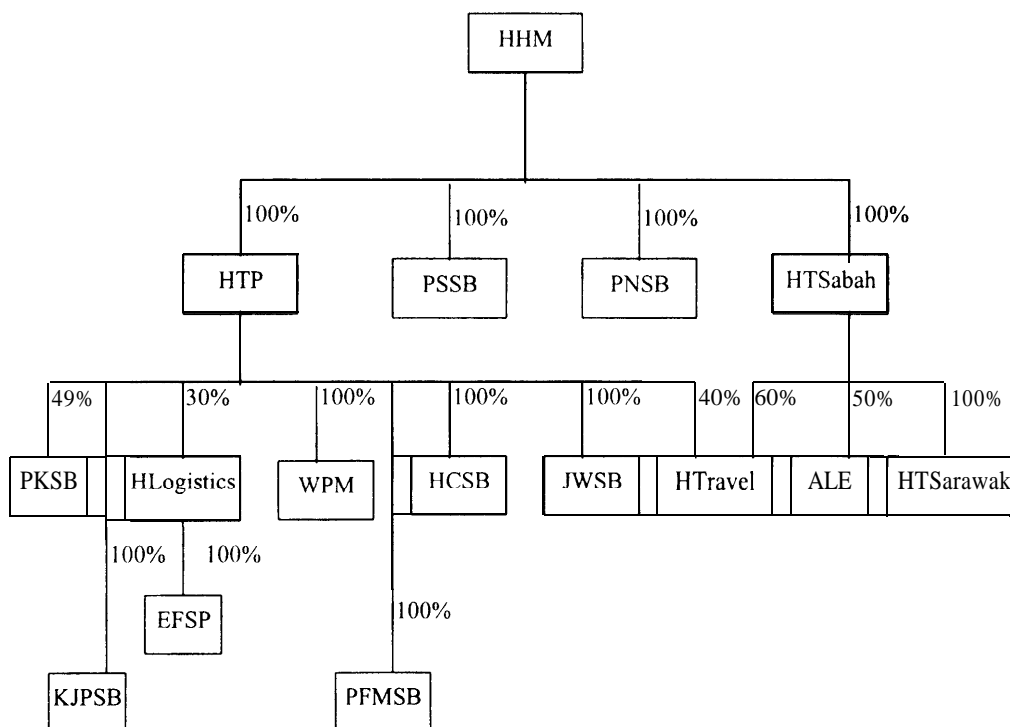 HHM
100% 100% 100% 100%
HTP PSSB PNSB HTSabah
49% 30% 100% 100% 100% 40% 60% 50% 100%
PKSB HLogistics WPM HCSB JWSB HTravel ALE HTSarawak
100% 100%
EFSP 100%
KJPSB PFMSB